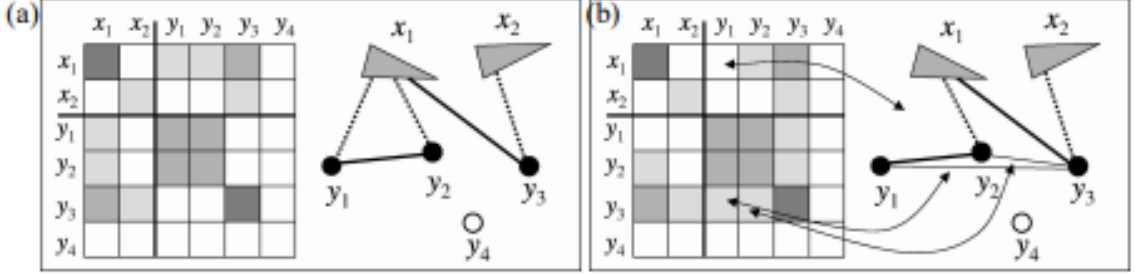 (a)
x₁ x₂ y₁ y₂ y₃ y₄
x₁
x₂
y₁
y₂
y₃
y₄
x₁
x₂
y₁
y₂
y₃
y₄
(b)
x₁ x₂ y₁ y₂ y₃ y₄
x₁
x₂
y₁
y₂
y₃
y₄
x₁
x₂
y₁
y₂
y₃
y₄